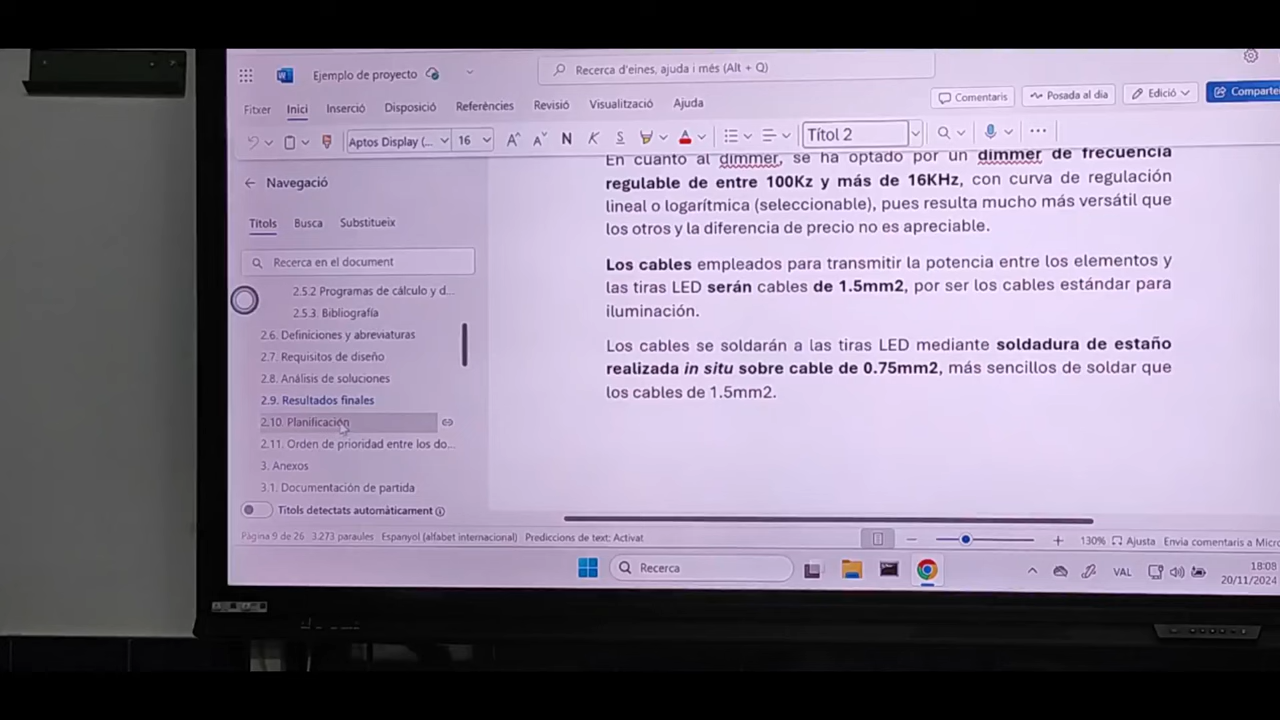 Ejemplo de proyecto
Recerca d'eines, ajuda i més (Alt + Q)
Fitxer Inici Inserció Disposició Referències Revisió Visualització Ajuda
Comentaris Posada al dia Edició Comparte
Aptos Display (... 16 N K S A Títol 2 ...
Navegació
Títols Busca Substitueix
Recerca en el document
2.5.2 Programas de cálculo y d...
2.5.3. Bibliografía
2.6. Definiciones y abreviaturas
2.7. Requisitos de diseño
2.8. Análisis de soluciones
2.9. Resultados finales
2.10. Planificación
2.11. Orden de prioridad entre los do...
3. Anexos
3.1. Documentación de partida
Títols detectats automàticament
En cuanto al dimmer, se ha optado por un dimmer de frecuencia
regulable de entre 100Kz y más de 16KHz, con curva de regulación
lineal o logarítmica (seleccionable), pues resulta mucho más versátil que
los otros y la diferencia de precio no es apreciable.
Los cables empleados para transmitir la potencia entre los elementos y
las tiras LED serán cables de 1.5mm2, por ser los cables estándar para
iluminación.
Los cables se soldarán a las tiras LED mediante soldadura de estaño
realizada in situ sobre cable de 0.75mm2, más sencillos de soldar que
los cables de 1.5mm2.
Página 9 de 26 3.273 paraules Espanyol (alfabet internacional) Prediccions de text: Activat
130% Ajusta Envia comentaris a Micro
Recerca
VAL
18:08
20/11/2024